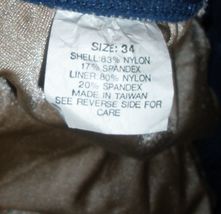 SIZE: 34
SHELL: 83% NYLON
17% SPANDEX
LINER: 80% NYLON
20% SPANDEX
MADE IN TAIWAN
SEE REVERSE SIDE FOR
CARE